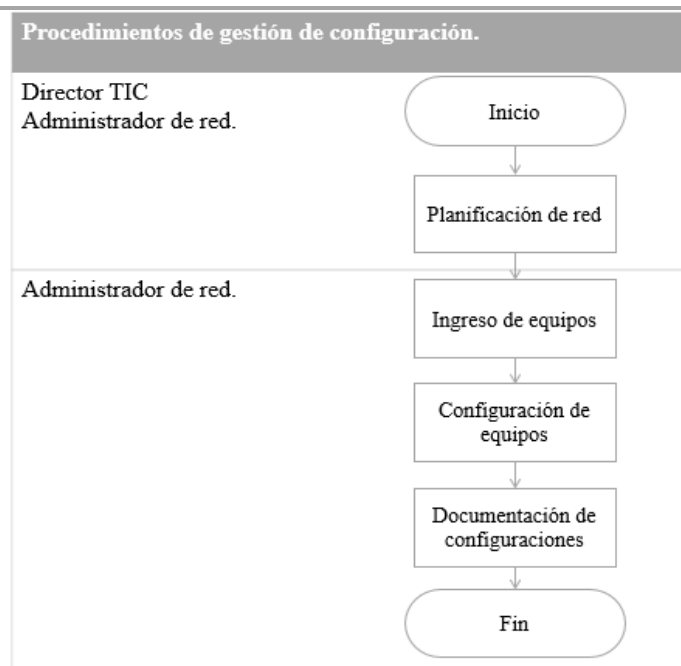 Procedimientos de gestión de configuración.
Director TIC
Administrador de red.
Inicio
Planificación de red
Administrador de red.
Ingreso de equipos
Configuración de
equipos
Documentación de
configuraciones
Fin